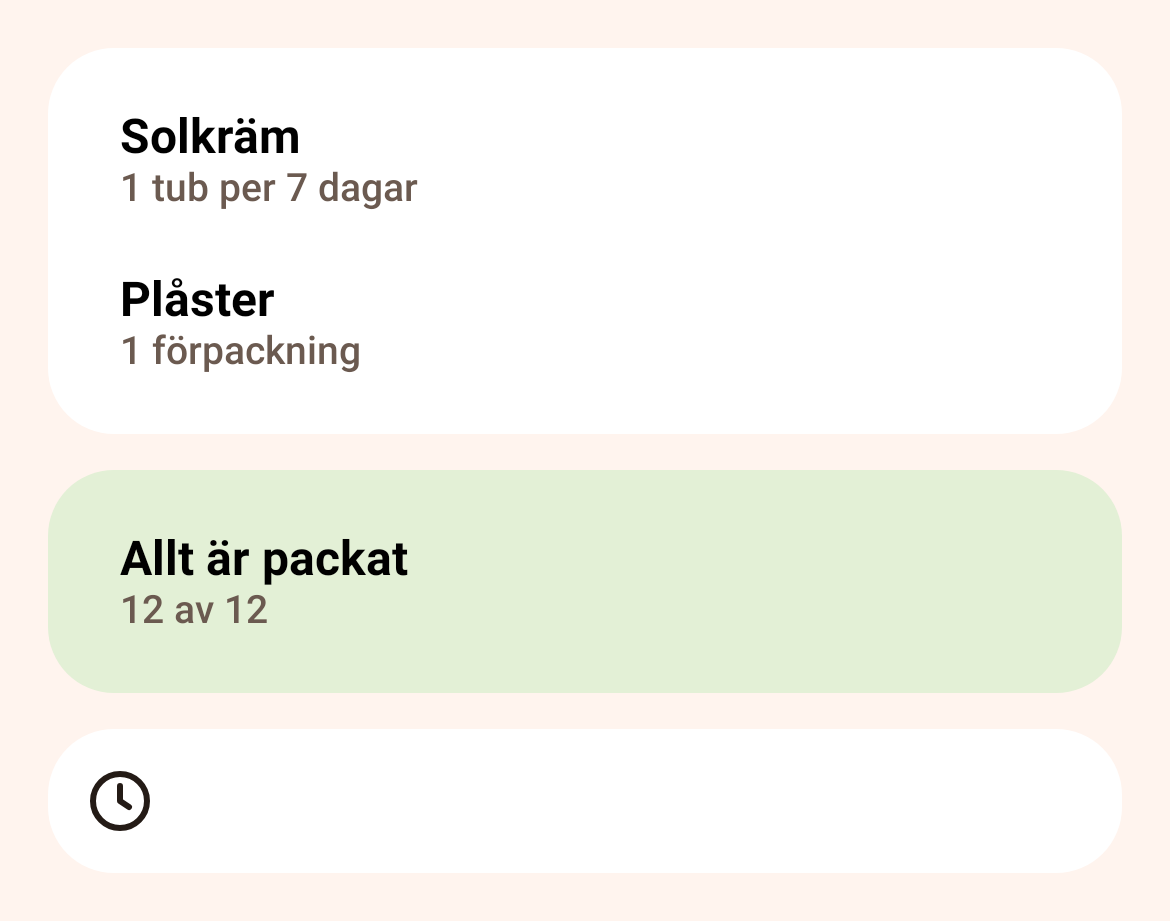 Solkräm
1 tub per 7 dagar
Plåster
1 förpackning
Allt är packat
12 av 12